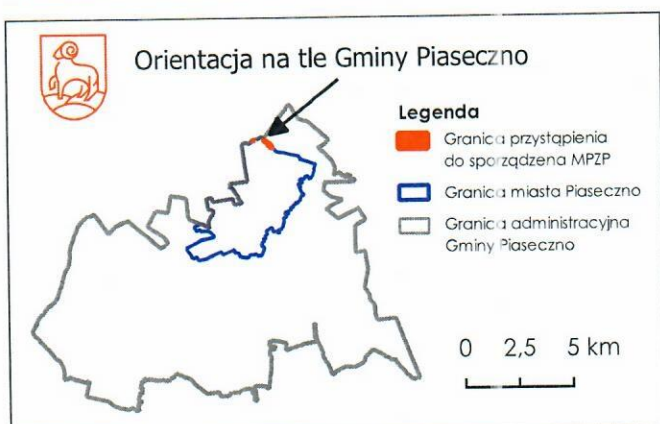 Orientacja na tle Gminy Piaseczno
Legenda
Granica przystąpienia
do sporządzena MPZP
Granica miasta Piaseczno
Granica administracyjna
Gminy Piaseczno
0 2,5 5 km